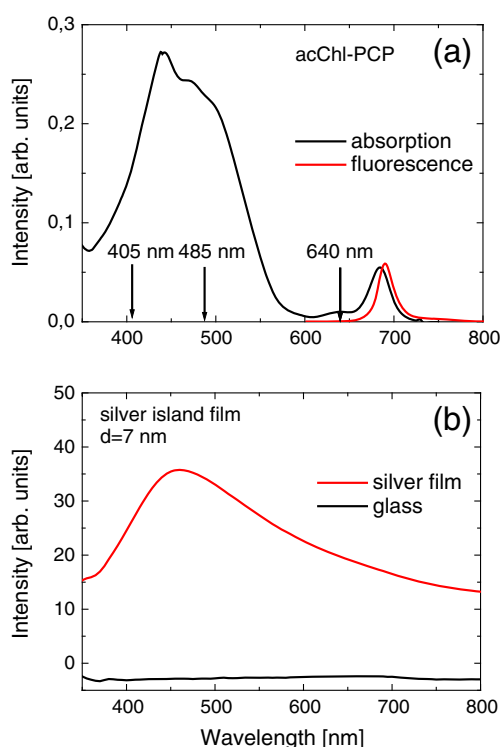 0,3
(a)
acChl-PCP
0,2
absorption
fluorescence
0,1
405 nm 485 nm 640 nm
0,0
400 500 600 700 800
Intensity [arb. units]
50
silver island film
(b)
d=7 nm
40
silver film
glass
30
20
10
0
400 500 600 700 800
Intensity [arb. units]
Wavelength [nm]